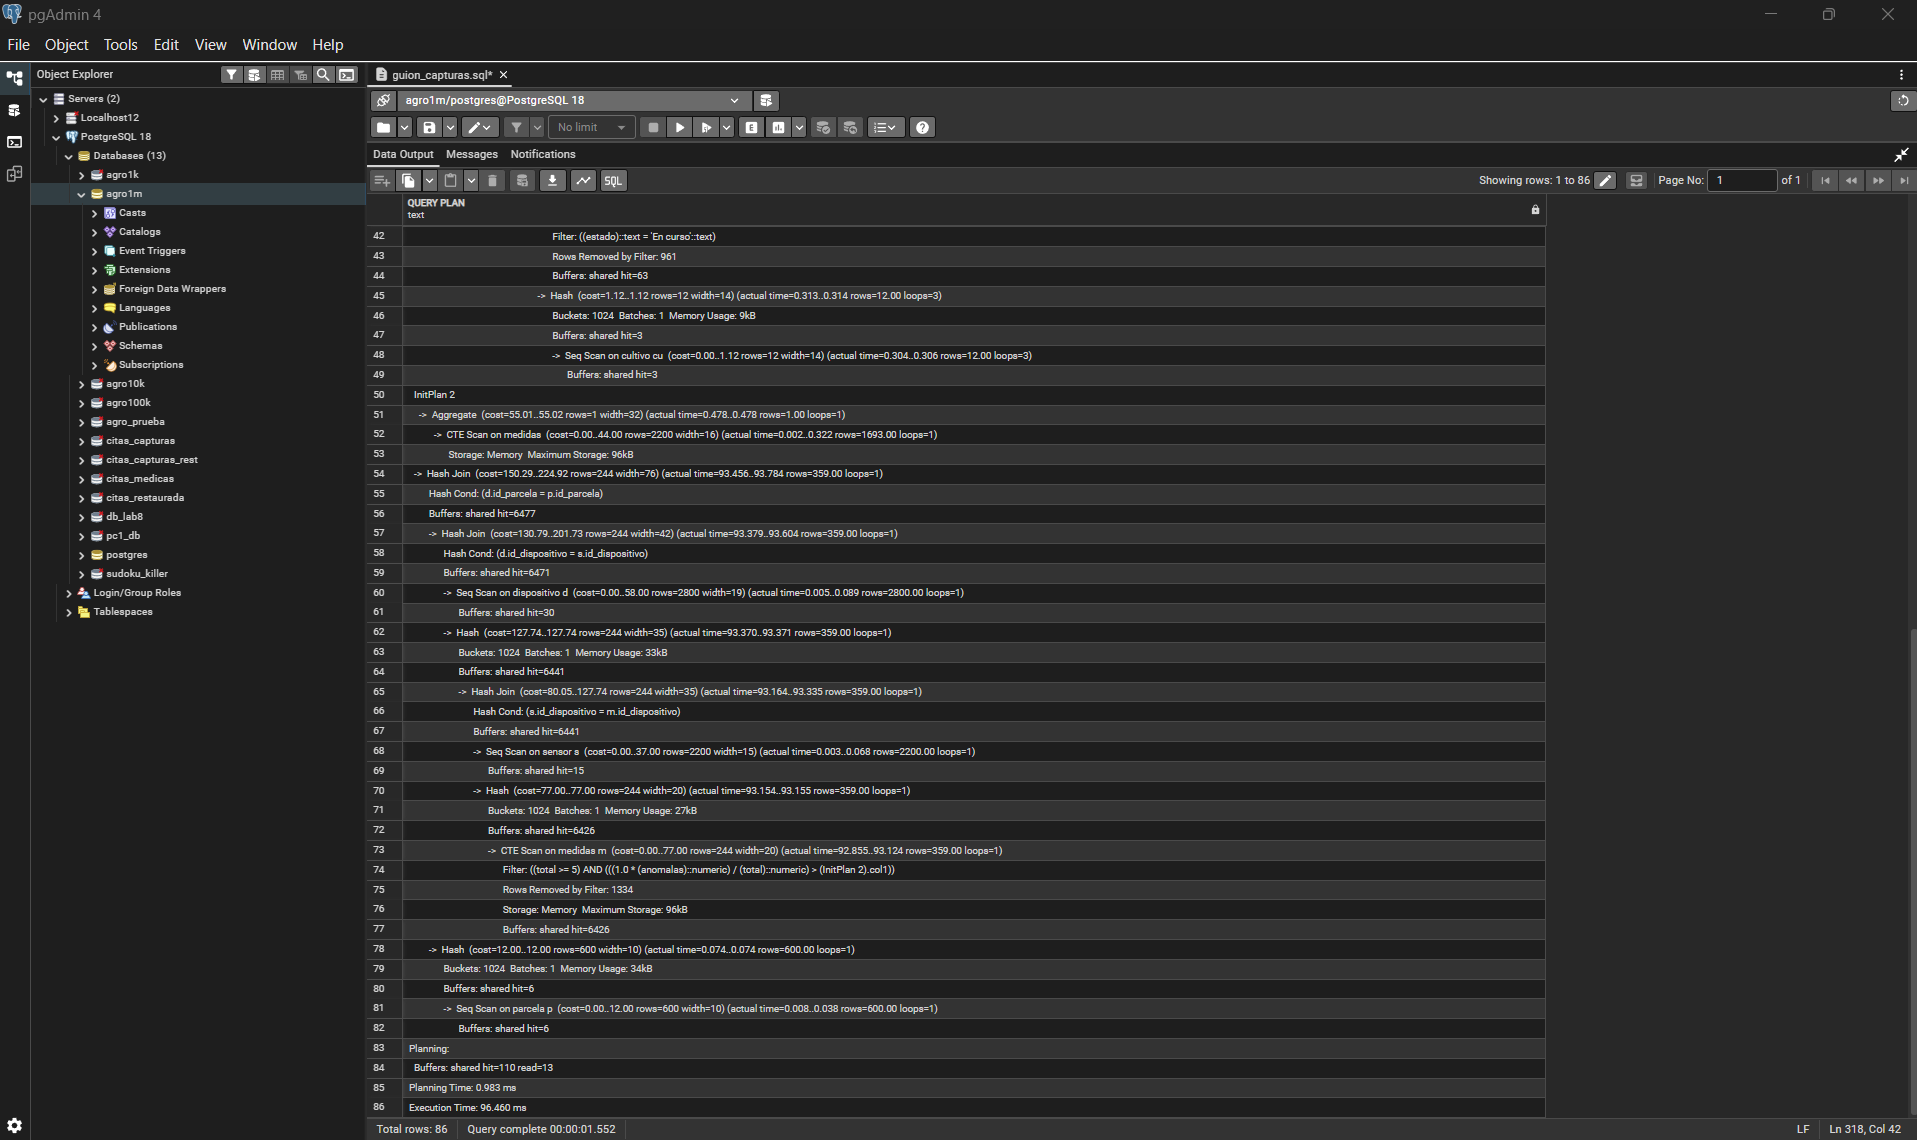 pgAdmin 4
File Object Tools Edit View Window Help
Object Explorer
guion_capturas.sql*
Servers (2)
Localhost12
PostgreSQL 18
Databases (13)
agro1k
agro1m
Casts
Catalogs
Event Triggers
Extensions
Foreign Data Wrappers
Languages
Publications
Schemas
Subscriptions
agro10k
agro100k
agro_prueba
citas_capturas
citas_capturas_rest
citas_medicas
citas_restaurada
db_lab8
pc1_db
postgres
sudoku_killer
Login/Group Roles
Tablespaces
agro1m/postgres@PostgreSQL 18
No limit
E
Data Output Messages Notifications
SQL
Showing rows: 1 to 86
Page No: 1 of 1
QUERY PLAN
text
42 Filter: ((estado)::text = 'En curso'::text)
43 Rows Removed by Filter: 961
44 Buffers: shared hit=63
45 -> Hash (cost=1.12..1.12 rows=12 width=14) (actual time=0.313..0.314 rows=12.00 loops=3)
46 Buckets: 1024 Batches: 1 Memory Usage: 9kB
47 Buffers: shared hit=3
48 -> Seq Scan on cultivo cu (cost=0.00..1.12 rows=12 width=14) (actual time=0.304..0.306 rows=12.00 loops=3)
49 Buffers: shared hit=3
50 InitPlan 2
51 -> Aggregate (cost=55.01..55.02 rows=1 width=32) (actual time=0.478..0.478 rows=1.00 loops=1)
52 -> CTE Scan on medidas (cost=0.00..44.00 rows=2200 width=16) (actual time=0.002..0.322 rows=1693.00 loops=1)
53 Storage: Memory Maximum Storage: 96kB
54 -> Hash Join (cost=150.29..224.92 rows=244 width=76) (actual time=93.456..93.784 rows=359.00 loops=1)
55 Hash Cond: (d.id_parcela = p.id_parcela)
56 Buffers: shared hit=6477
57 -> Hash Join (cost=130.79..201.73 rows=244 width=42) (actual time=93.379..93.604 rows=359.00 loops=1)
58 Hash Cond: (d.id_dispositivo = s.id_dispositivo)
59 Buffers: shared hit=6471
60 -> Seq Scan on dispositivo d (cost=0.00..58.00 rows=2800 width=19) (actual time=0.005..0.089 rows=2800.00 loops=1)
61 Buffers: shared hit=30
62 -> Hash (cost=127.74..127.74 rows=244 width=35) (actual time=93.370..93.371 rows=359.00 loops=1)
63 Buckets: 1024 Batches: 1 Memory Usage: 33kB
64 Buffers: shared hit=6441
65 -> Hash Join (cost=80.05..127.74 rows=244 width=35) (actual time=93.164..93.335 rows=359.00 loops=1)
66 Hash Cond: (s.id_dispositivo = m.id_dispositivo)
67 Buffers: shared hit=6441
68 -> Seq Scan on sensor s (cost=0.00..37.00 rows=2200 width=15) (actual time=0.003..0.068 rows=2200.00 loops=1)
69 Buffers: shared hit=15
70 -> Hash (cost=77.00..77.00 rows=244 width=20) (actual time=93.154..93.155 rows=359.00 loops=1)
71 Buckets: 1024 Batches: 1 Memory Usage: 27kB
72 Buffers: shared hit=6426
73 -> CTE Scan on medidas m (cost=0.00..77.00 rows=244 width=20) (actual time=92.855..93.124 rows=359.00 loops=1)
74 Filter: ((total >= 5) AND (((1.0 * (anomalas)::numeric) / (total)::numeric) > (InitPlan 2).col1))
75 Rows Removed by Filter: 1334
76 Storage: Memory Maximum Storage: 96kB
77 Buffers: shared hit=6426
78 -> Hash (cost=12.00..12.00 rows=600 width=10) (actual time=0.074..0.074 rows=600.00 loops=1)
79 Buckets: 1024 Batches: 1 Memory Usage: 34kB
80 Buffers: shared hit=6
81 -> Seq Scan on parcela p (cost=0.00..12.00 rows=600 width=10) (actual time=0.008..0.038 rows=600.00 loops=1)
82 Buffers: shared hit=6
83 Planning:
84 Buffers: shared hit=110 read=13
85 Planning Time: 0.983 ms
86 Execution Time: 96.460 ms
Total rows: 86 Query complete 00:00:01.552
LF Ln 318, Col 42